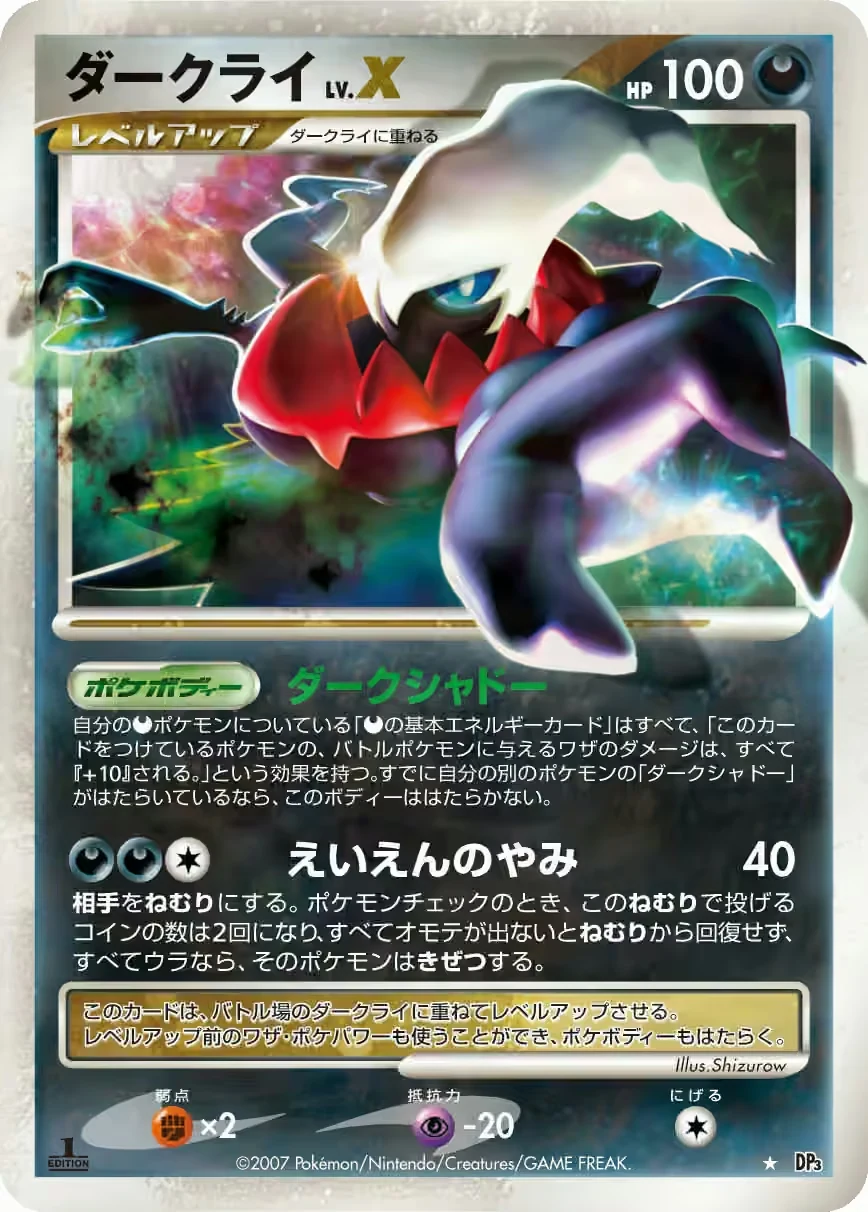 ダークライ LV.X HP 100
レベルアップ ダークライに重ねる
ポケボディー ダークシャドー
自分のポケモンについている「の基本エネルギーカード」はすべて、「このカー
ドをつけているポケモンの、バトルポケモンに与えるワザのダメージは、すべて
『+10』される。」という効果を持つ。すでに自分の別のポケモンの「ダークシャドー」
がはたらいているなら、このボディーははたらかない。
えいえんのやみ 40
相手をねむりにする。ポケモンチェックのとき、このねむりで投げる
コインの数は2回になり、すべてオモテが出ないとねむりから回復せず、
すべてウラなら、そのポケモンはきぜつする。
このカードは、バトル場のダークライに重ねてレベルアップさせる。
レベルアップ前のワザ・ポケパワーも使うことができ、ポケボディーもはたらく。
Illus.Shizurow
弱点 抵抗力 にげる
×2 -20
1 EDITION
©2007 Pokémon/Nintendo/Creatures/GAME FREAK. ★ DP3